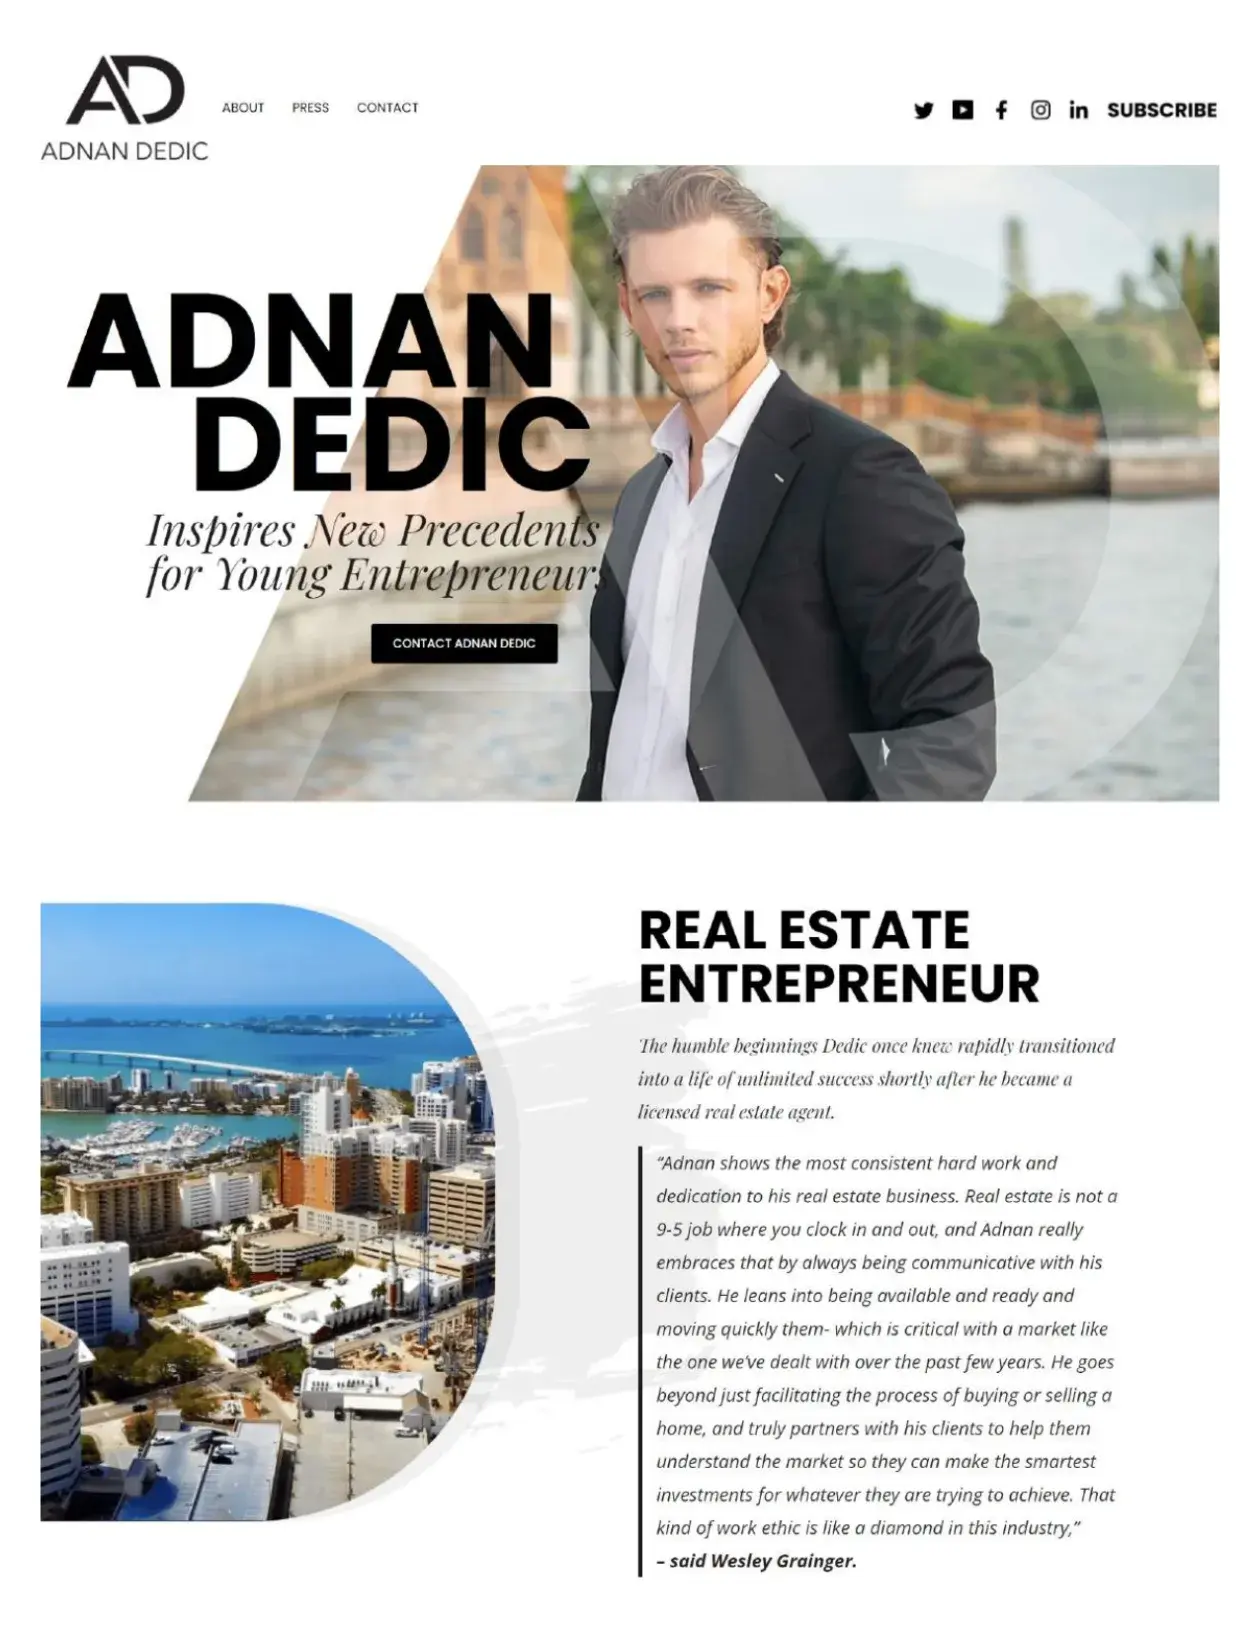 AD
ADNAN DEDIC
ABOUT PRESS CONTACT
SUBSCRIBE
ADNAN
DEDIC
Inspires New Precedents
for Young Entrepreneurs
CONTACT ADNAN DEDIC
REAL ESTATE
ENTREPRENEUR
The humble beginnings Dedic once knew rapidly transitioned
into a life of unlimited success shortly after he became a
licensed real estate agent.
“Adnan shows the most consistent hard work and
dedication to his real estate business. Real estate is not a
9-5 job where you clock in and out, and Adnan really
embraces that by always being communicative with his
clients. He leans into being available and ready and
moving quickly them- which is critical with a market like
the one we’ve dealt with over the past few years. He goes
beyond just facilitating the process of buying or selling a
home, and truly partners with his clients to help them
understand the market so they can make the smartest
investments for whatever they are trying to achieve. That
kind of work ethic is like a diamond in this industry,”
– said Wesley Grainger.